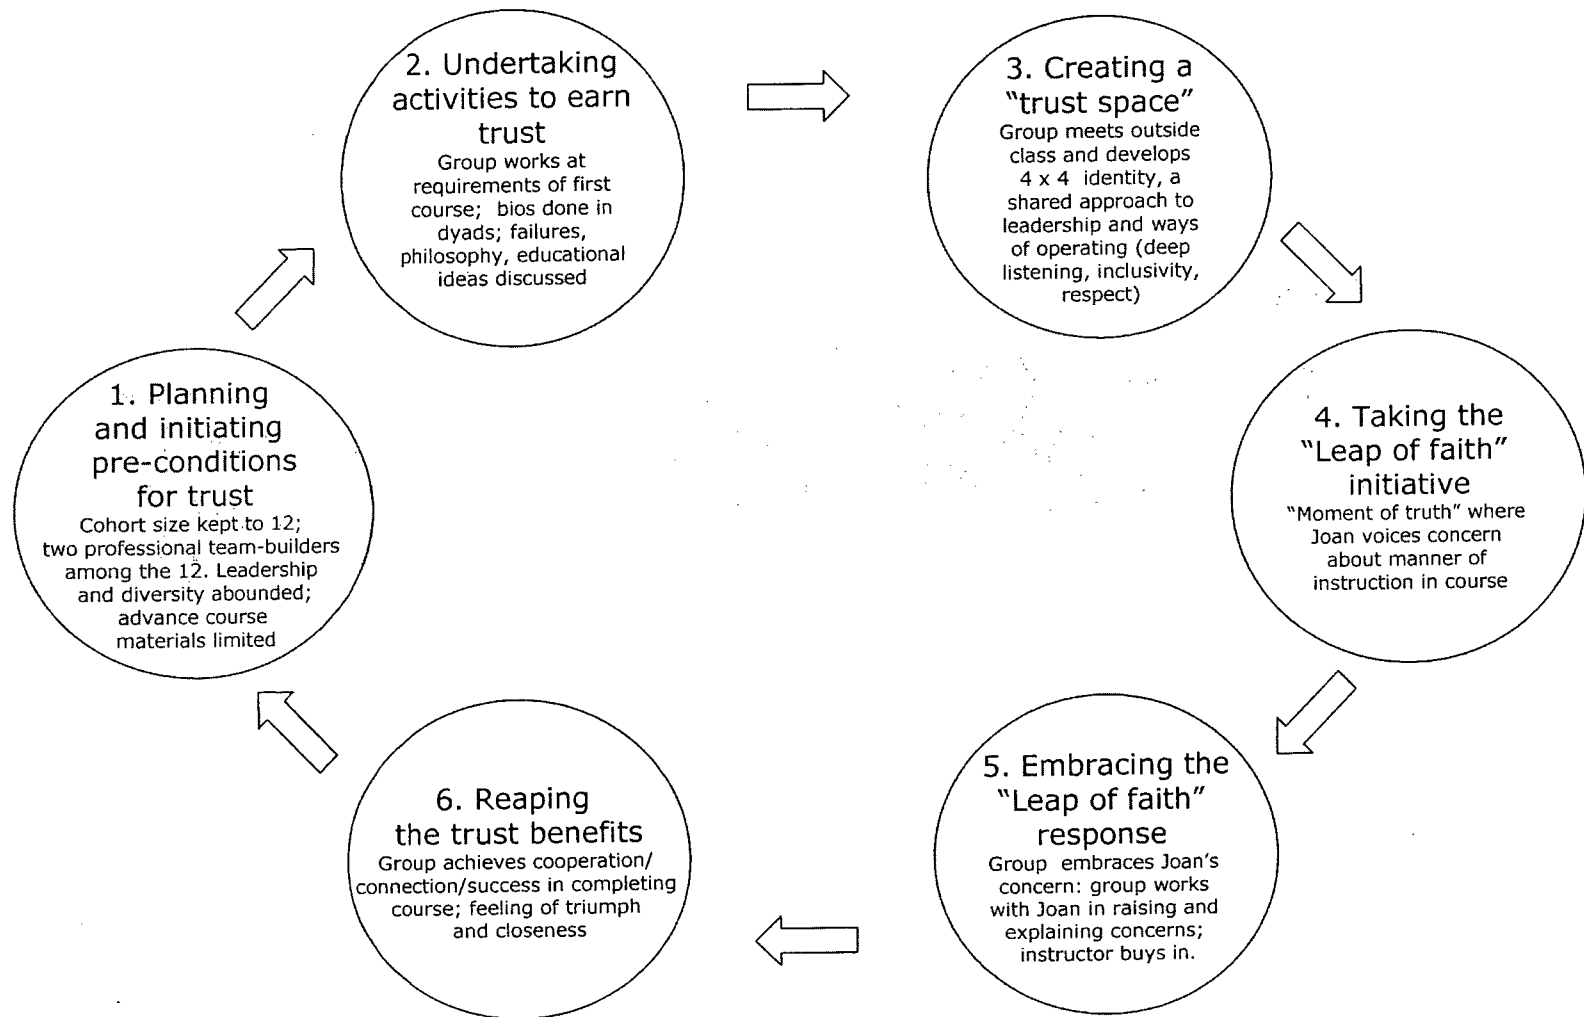 1. Planning
and initiating
pre-conditions
for trust
Cohort size kept to 12;
two professional team-builders
among the 12. Leadership
and diversity abounded;
advance course
materials limited
2. Undertaking
activities to earn
trust
Group works at
requirements of first
course; bios done in
dyads; failures,
philosophy, educational
ideas discussed
3. Creating a
"trust space"
Group meets outside
class and develops
4 x 4 identity, a
shared approach to
leadership and ways
of operating (deep
listening, inclusivity,
respect)
4. Taking the
"Leap of faith"
initiative
"Moment of truth" where
Joan voices concern
about manner of
instruction in course
5. Embracing the
"Leap of faith"
response
Group embraces Joan's
concern: group works
with Joan in raising and
explaining concerns;
instructor buys in.
6. Reaping
the trust benefits
Group achieves cooperation/
connection/success in completing
course; feeling of triumph
and closeness